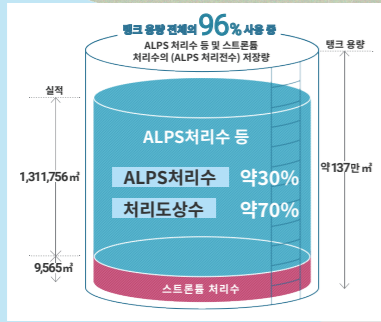 탱크 용량 전체의 96% 사용 중
ALPS 처리수 등 및 스트론튬
처리수의 (ALPS 처리전수) 저장량
탱크 용량
실적
ALPS처리수 등
ALPS처리수 약30%
처리도상수 약70%
1,311,756㎥
약137만㎥
9,565㎥
스트론튬 처리수